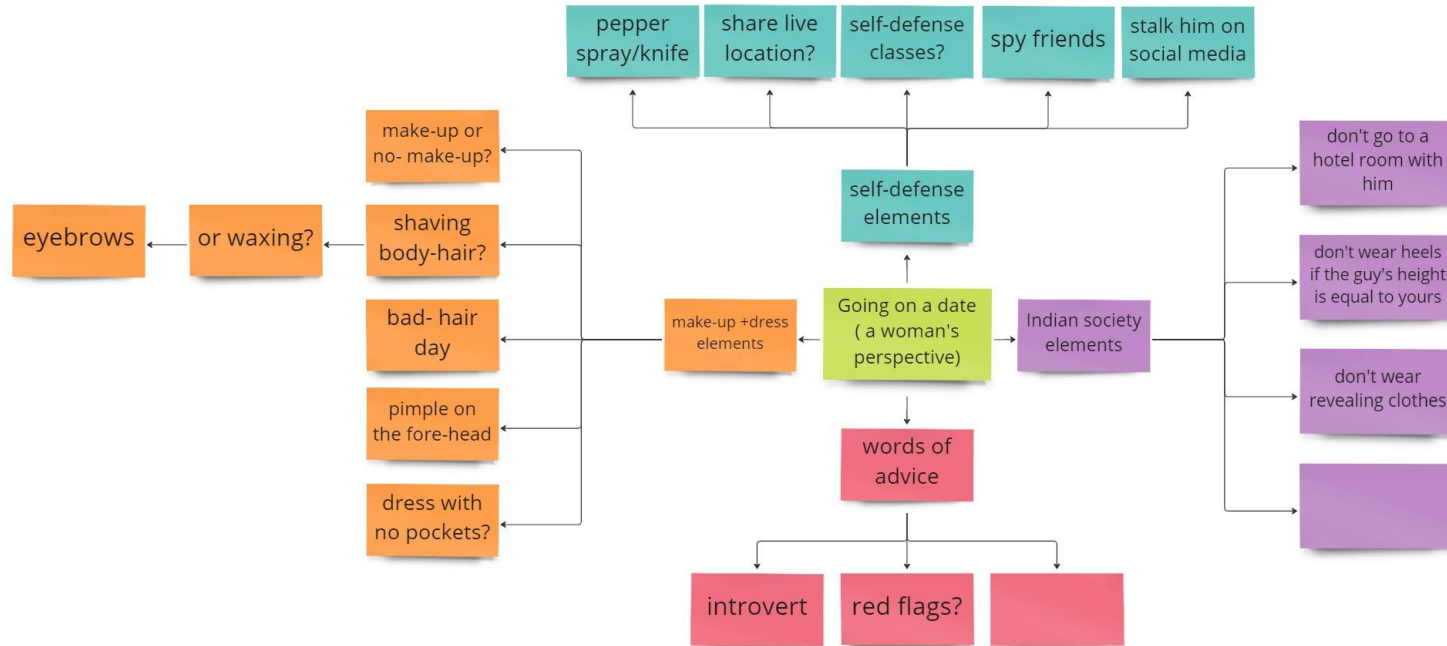 pepper
spray/knife
share live
location?
self-defense
classes?
spy friends
stalk him on
social media
self-defense
elements
make-up or
no- make-up?
shaving
body-hair?
or waxing?
eyebrows
bad- hair
day
pimple on
the fore-head
dress with
no pockets?
make-up +dress
elements
Going on a date
( a woman's
perspective)
Indian society
elements
don't go to a
hotel room with
him
don't wear heels
if the guy's height
is equal to yours
don't wear
revealing clothes
words of
advice
introvert
red flags?